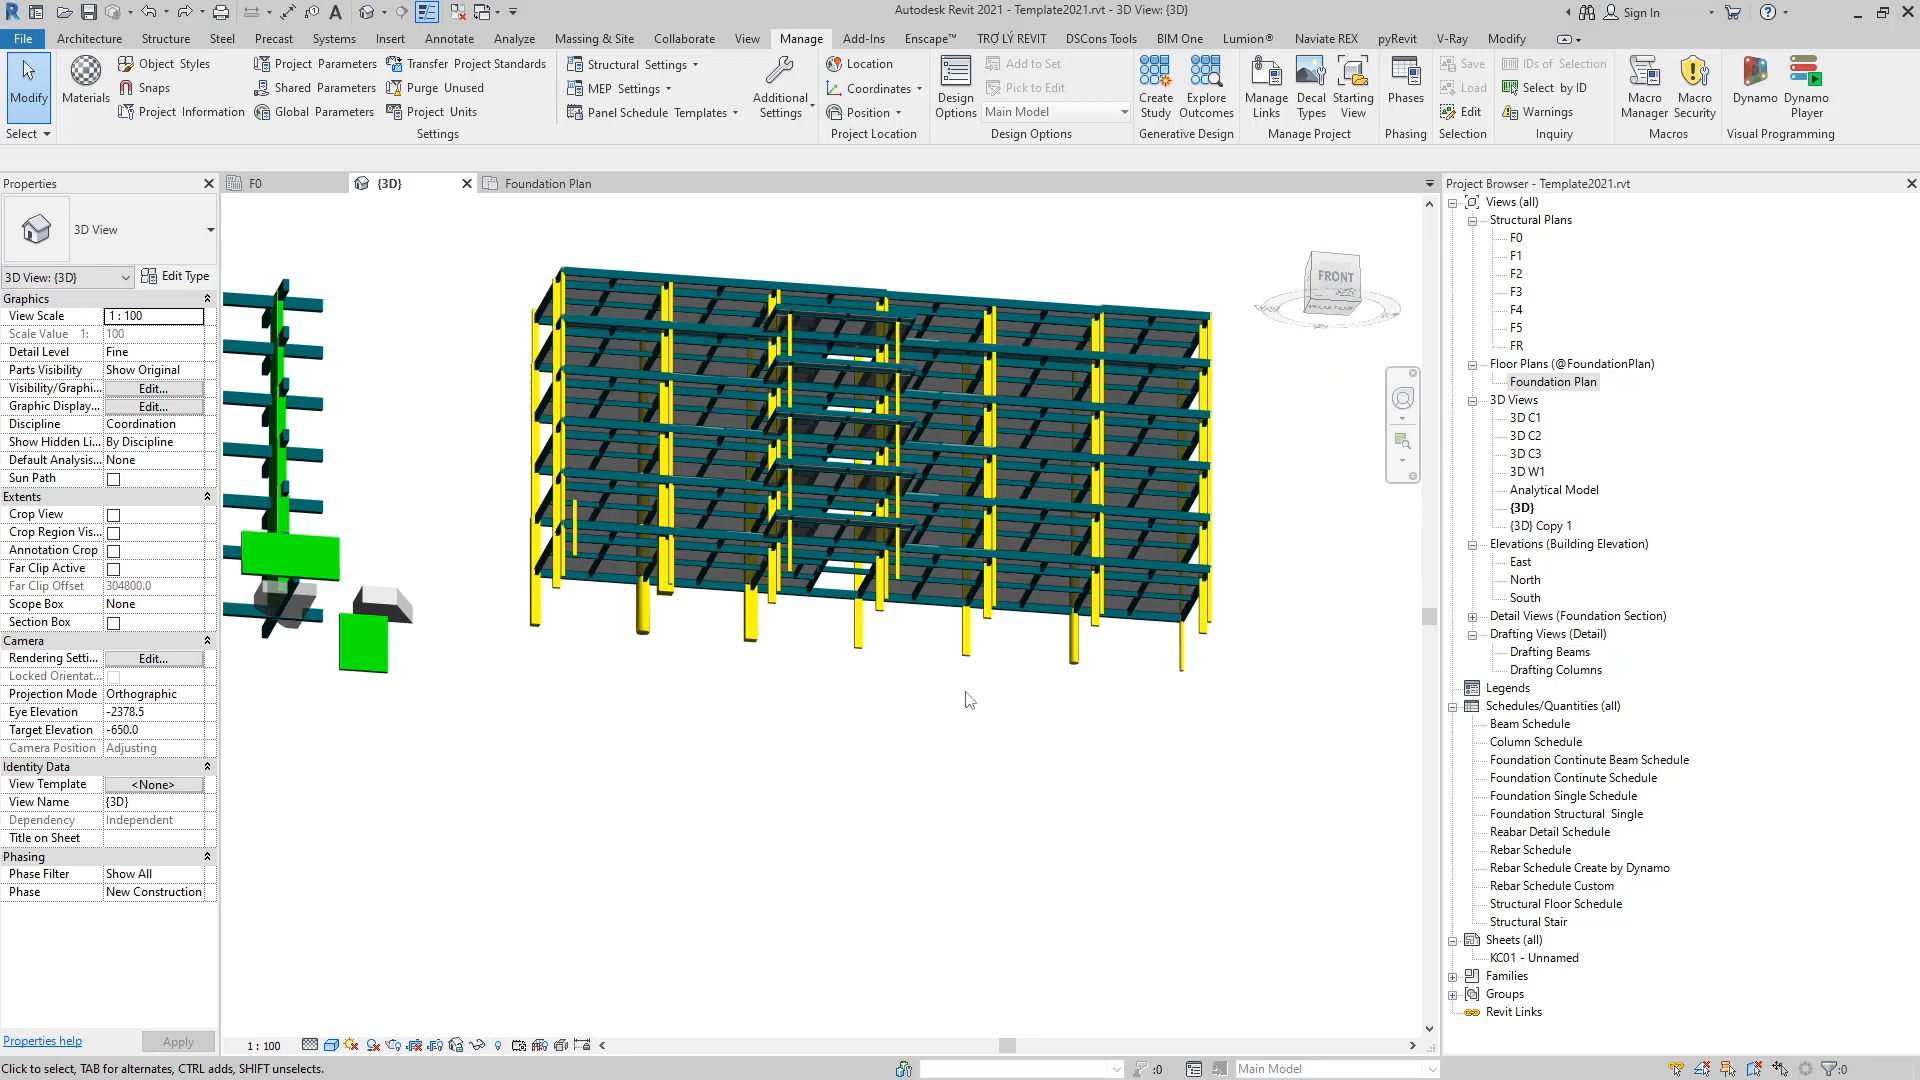 Autodesk Revit 2021 - Template2021.rvt - 3D View: {3D}
Sign In
File Architecture Structure Steel Precast Systems Insert Annotate Analyze Massing & Site Collaborate View Manage Add-Ins Enscape™ TRỢ LÝ REVIT DSCons Tools BIM One Lumion® Naviate REX pyRevit V-Ray Modify
Modify
Select
Materials
Object Styles
Snaps
Project Information
Project Parameters
Shared Parameters
Global Parameters
Transfer Project Standards
Purge Unused
Project Units
Settings
Structural Settings
MEP Settings
Panel Schedule Templates
Additional Settings
Location
Coordinates
Position
Project Location
Design Options
Add to Set
Pick to Edit
Main Model
Design Options
Create Study
Explore Outcomes
Generative Design
Manage Links
Decal Types
Starting View
Manage Project
Phases
Phasing
Save
Load
Edit
Selection
IDs of Selection
Select by ID
Warnings
Inquiry
Macro Manager
Macro Security
Macros
Dynamo
Dynamo Player
Visual Programming
Properties
F0
{3D}
Foundation Plan
3D View
3D View: {3D}
Edit Type
Graphics
View Scale 1 : 100
Scale Value 1: 100
Detail Level Fine
Parts Visibility Show Original
Visibility/Graphi... Edit...
Graphic Display... Edit...
Discipline Coordination
Show Hidden Li... By Discipline
Default Analysis... None
Sun Path
Extents
Crop View
Crop Region Vis...
Annotation Crop
Far Clip Active
Far Clip Offset 304800.0
Scope Box None
Section Box
Camera
Rendering Setti... Edit...
Locked Orientat...
Projection Mode Orthographic
Eye Elevation -2378.5
Target Elevation -650.0
Camera Position Adjusting
Identity Data
View Template <None>
View Name {3D}
Dependency Independent
Title on Sheet
Phasing
Phase Filter Show All
Phase New Construction
Properties help
Apply
FRONT
1 : 100
Project Browser - Template2021.rvt
Views (all)
Structural Plans
F0
F1
F2
F3
F4
F5
FR
Floor Plans (@FoundationPlan)
Foundation Plan
3D Views
3D C1
3D C2
3D C3
3D W1
Analytical Model
{3D}
{3D} Copy 1
Elevations (Building Elevation)
East
North
South
Detail Views (Foundation Section)
Drafting Views (Detail)
Drafting Beams
Drafting Columns
Legends
Schedules/Quantities (all)
Beam Schedule
Column Schedule
Foundation Continute Beam Schedule
Foundation Continute Schedule
Foundation Single Schedule
Foundation Structural Single
Reabar Detail Schedule
Rebar Schedule
Rebar Schedule Create by Dynamo
Rebar Schedule Custom
Structural Floor Schedule
Structural Stair
Sheets (all)
KC01 - Unnamed
Families
Groups
Revit Links
Click to select, TAB for alternates, CTRL adds, SHIFT unselects.
:0
Main Model
:0